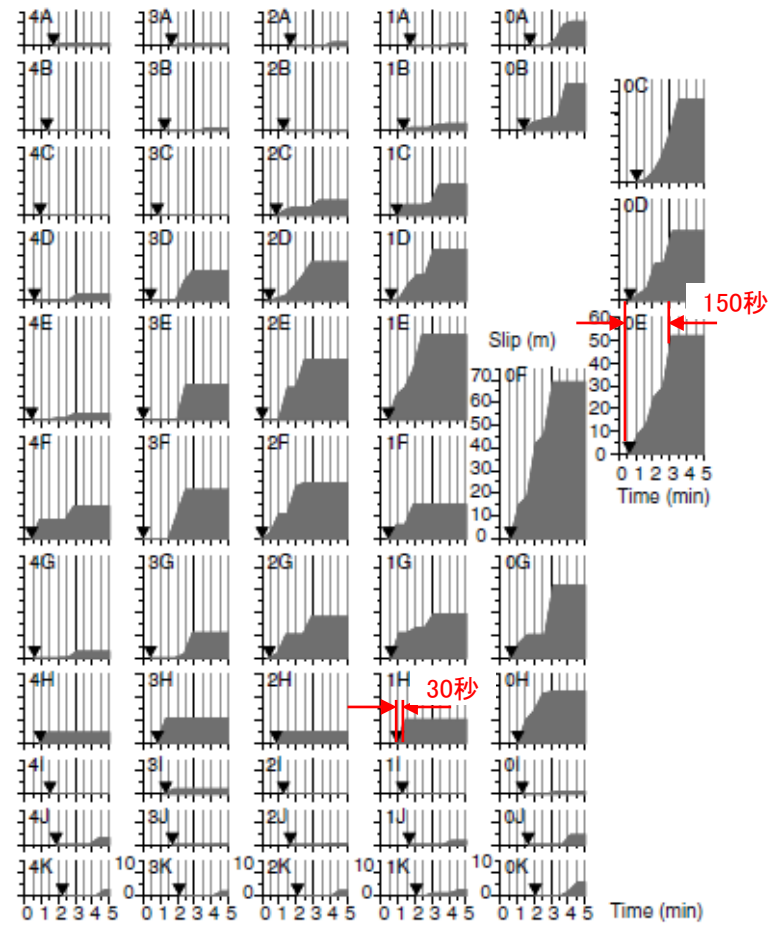 4A 3A 2A 1A 0A
4B 3B 2B 1B 0B
0C
4C 3C 2C 1C
0D
4D 3D 2D 1D
150秒
4E 3E 2E 1E
60 0E
50
40
30
20
10
0
0 1 2 3 4 5
Time (min)
Slip (m)
70 0F
60
50
40
30
20
10
0
4F 3F 2F 1F
4G 3G 2G 1G 0G
4H 3H 2H 1H 0H
30秒
4I 3I 2I 1I 0I
4J 3J 2J 1J 0J
4K 10 3K 10 2K 10 1K 10 0K
0 0 0 0
0 1 2 3 4 5 0 1 2 3 4 5 0 1 2 3 4 5 0 1 2 3 4 5 0 1 2 3 4 5 Time (min)